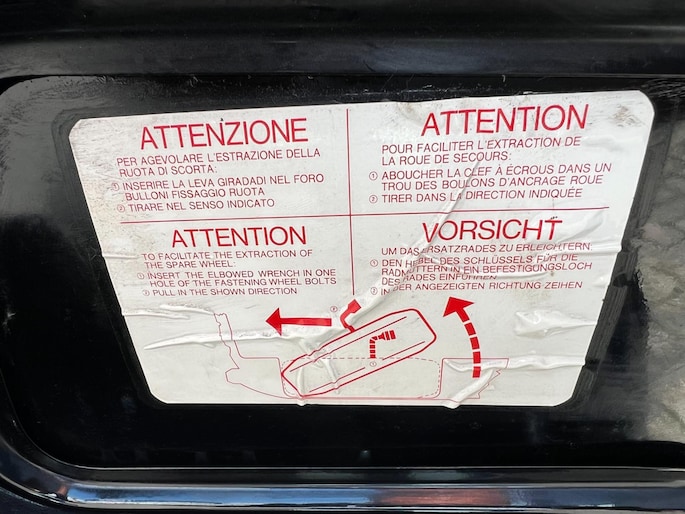 ATTENZIONE
PER AGEVOLARE L'ESTRAZIONE DELLA
RUOTA DI SCORTA:
① INSERIRE LA LEVA GIRADADI NEL FORO
BULLONI FISSAGGIO RUOTA
② TIRARE NEL SENSO INDICATO
ATTENTION
POUR FACILITER L'EXTRACTION DE
LA ROUE DE SECOURS:
① ABOUCHER LA CLEF À ÉCROUS DANS UN
TROU DES BOULONS D'ANCRAGE ROUE
② TIRER DANS LA DIRECTION INDIQUÉE
ATTENTION
TO FACILITATE THE EXTRACTION OF
THE SPARE WHEEL:
① INSERT THE ELBOWED WRENCH IN ONE
HOLE OF THE FASTENING WHEEL BOLTS
② PULL IN THE SHOWN DIRECTION
VORSICHT
UM DAS ERSATZRADES ZU ERLEICHTERN:
① DEN HEBEL DES SCHLÜSSELS FÜR DIE
RADMUTTERN IN EIN BEFESTIGUNGSLOCH
DES RADES EINFÜHREN
② IN DER ANGEZEIGTEN RICHTUNG ZEIHEN
②
①